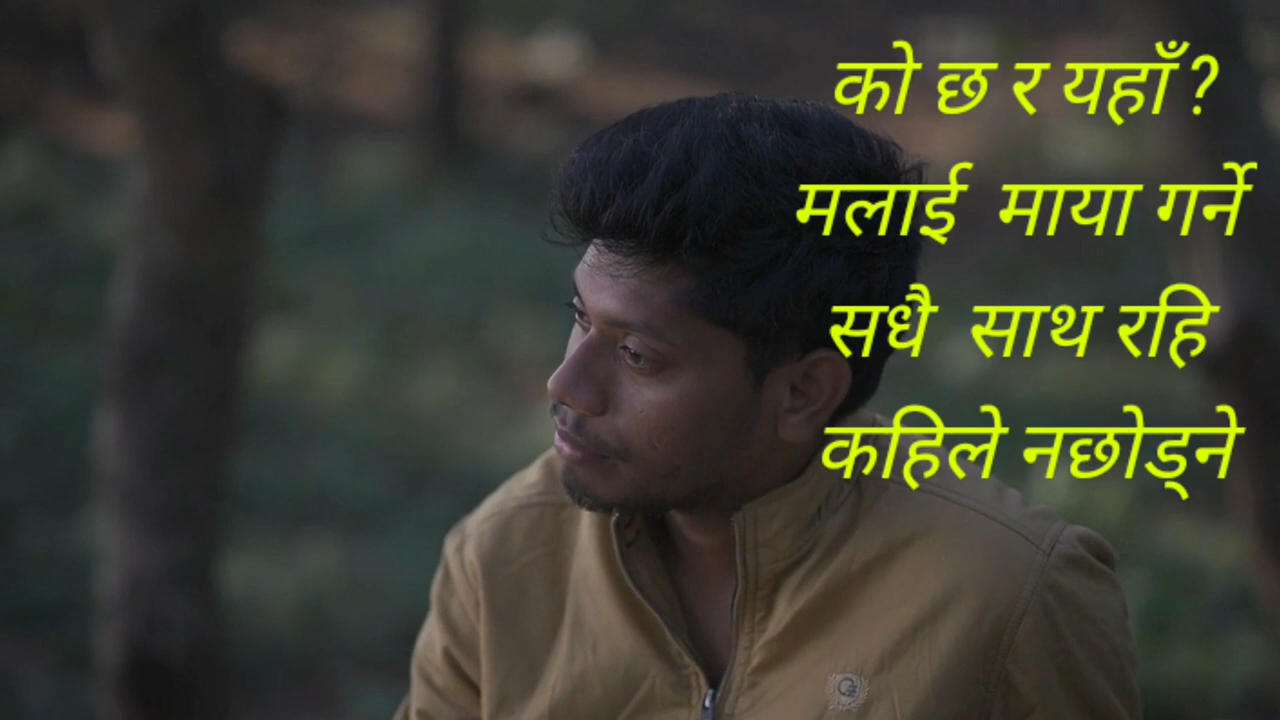 को छ र यहाँ ?
मलाई माया गर्ने
सधै साथ रहि
कहिले नछोड्ने